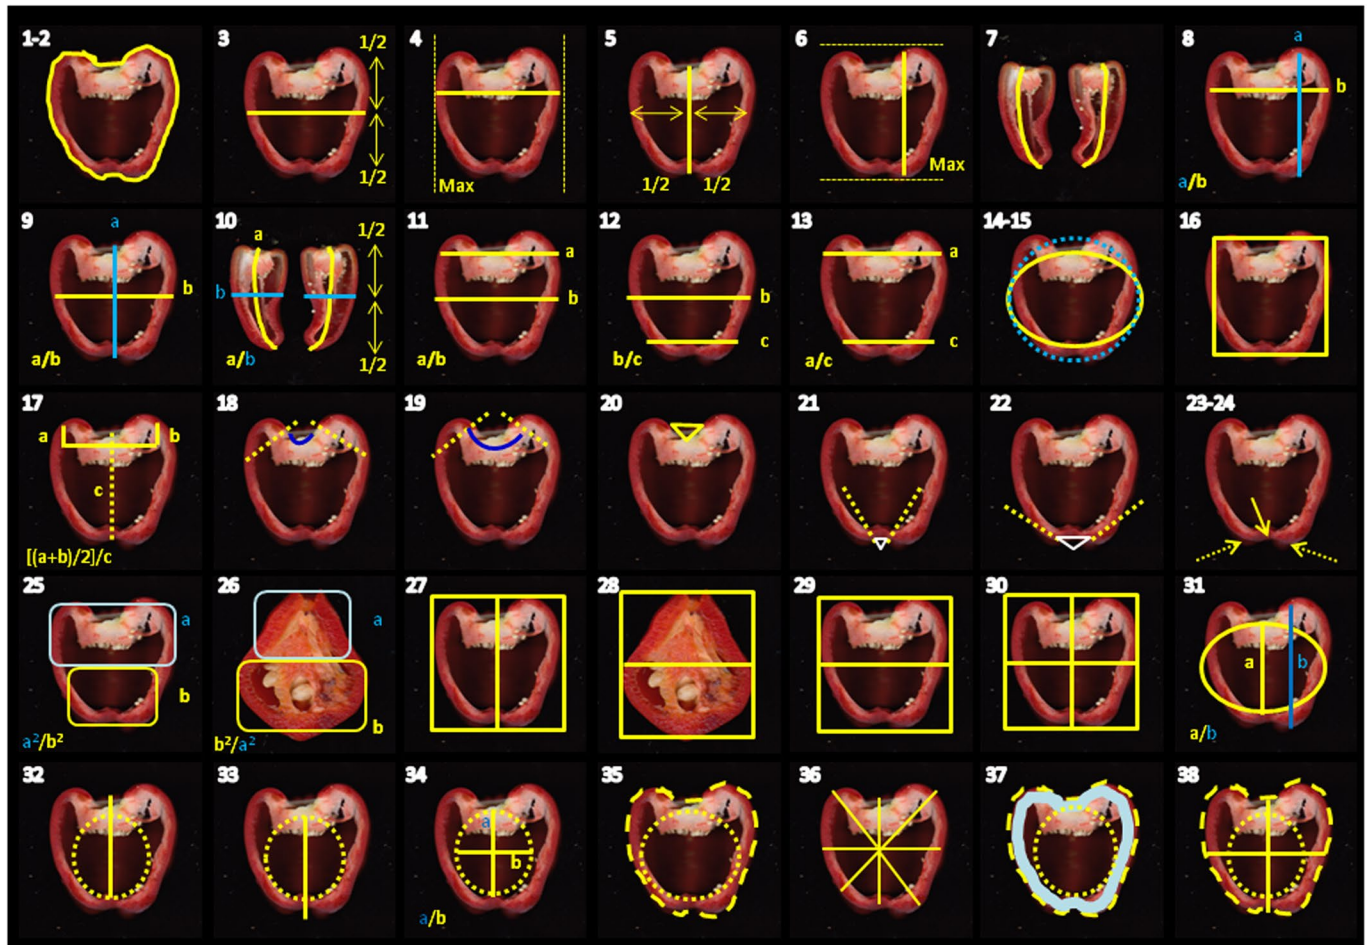 1-2
3
1/2
1/2
4
Max
5
1/2 1/2
6
Max
7
8
a
b
a/b
9
a
b
a/b
10
a
b
1/2
1/2
a/b
11
a
b
a/b
12
b
c
b/c
13
a
c
a/c
14-15
16
17
a b
c
[(a+b)/2]/c
18
19
20
21
22
23-24
25
a
b
a²/b²
26
a
b
b²/a²
27
28
29
30
31
a b
a/b
32
33
34
a
b
a/b
35
36
37
38